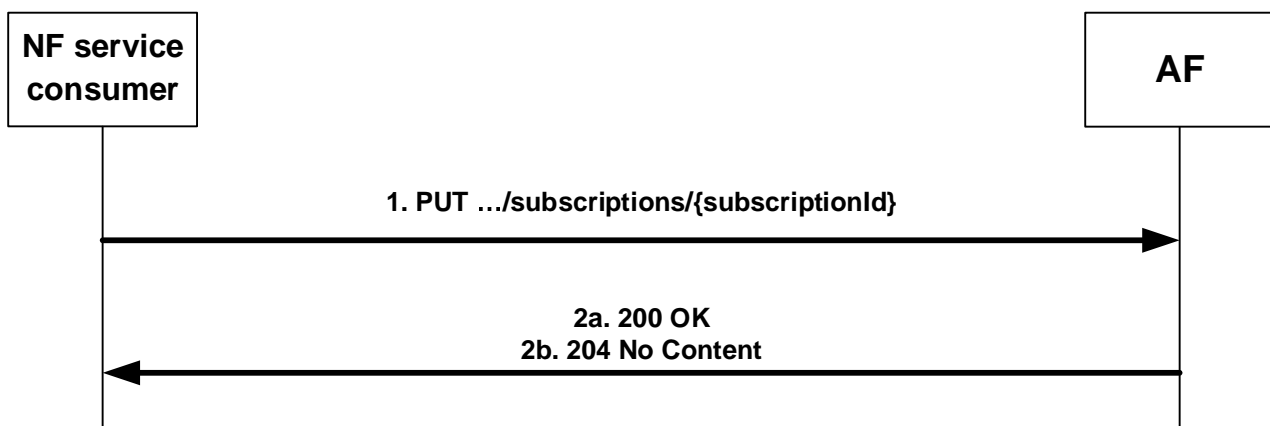 NF service
consumer
AF
1. PUT …/subscriptions/{subscriptionId}
2a. 200 OK
2b. 204 No Content